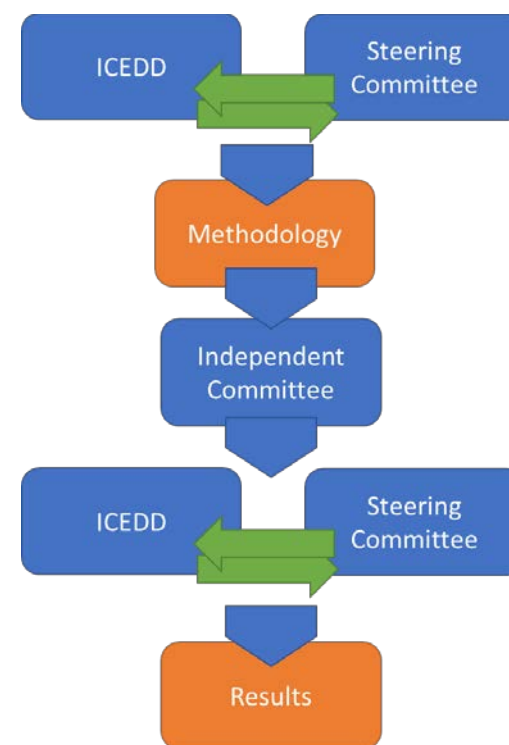 ICEDD
Steering
Committee
Methodology
Independent
Committee
ICEDD
Steering
Committee
Results